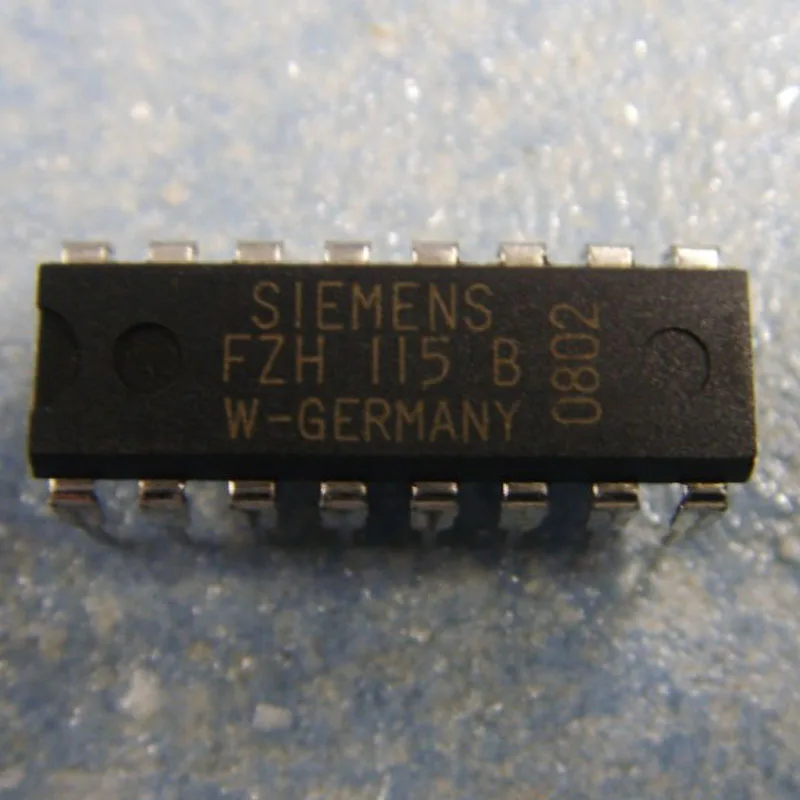 SIEMENS
FZH 115 B
W-GERMANY
0802